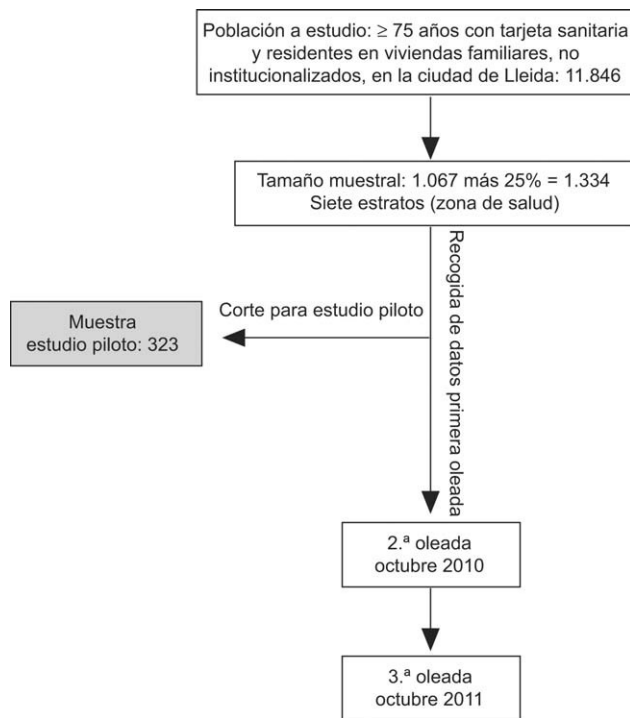 Población a estudio: ≥ 75 años con tarjeta sanitaria
y residentes en viviendas familiares, no
institucionalizados, en la ciudad de Lleida: 11.846
Tamaño muestral: 1.067 más 25% = 1.334
Siete estratos (zona de salud)
Recogida de datos primera oleada
Corte para estudio piloto
Muestra
estudio piloto: 323
2.ª oleada
octubre 2010
3.ª oleada
octubre 2011